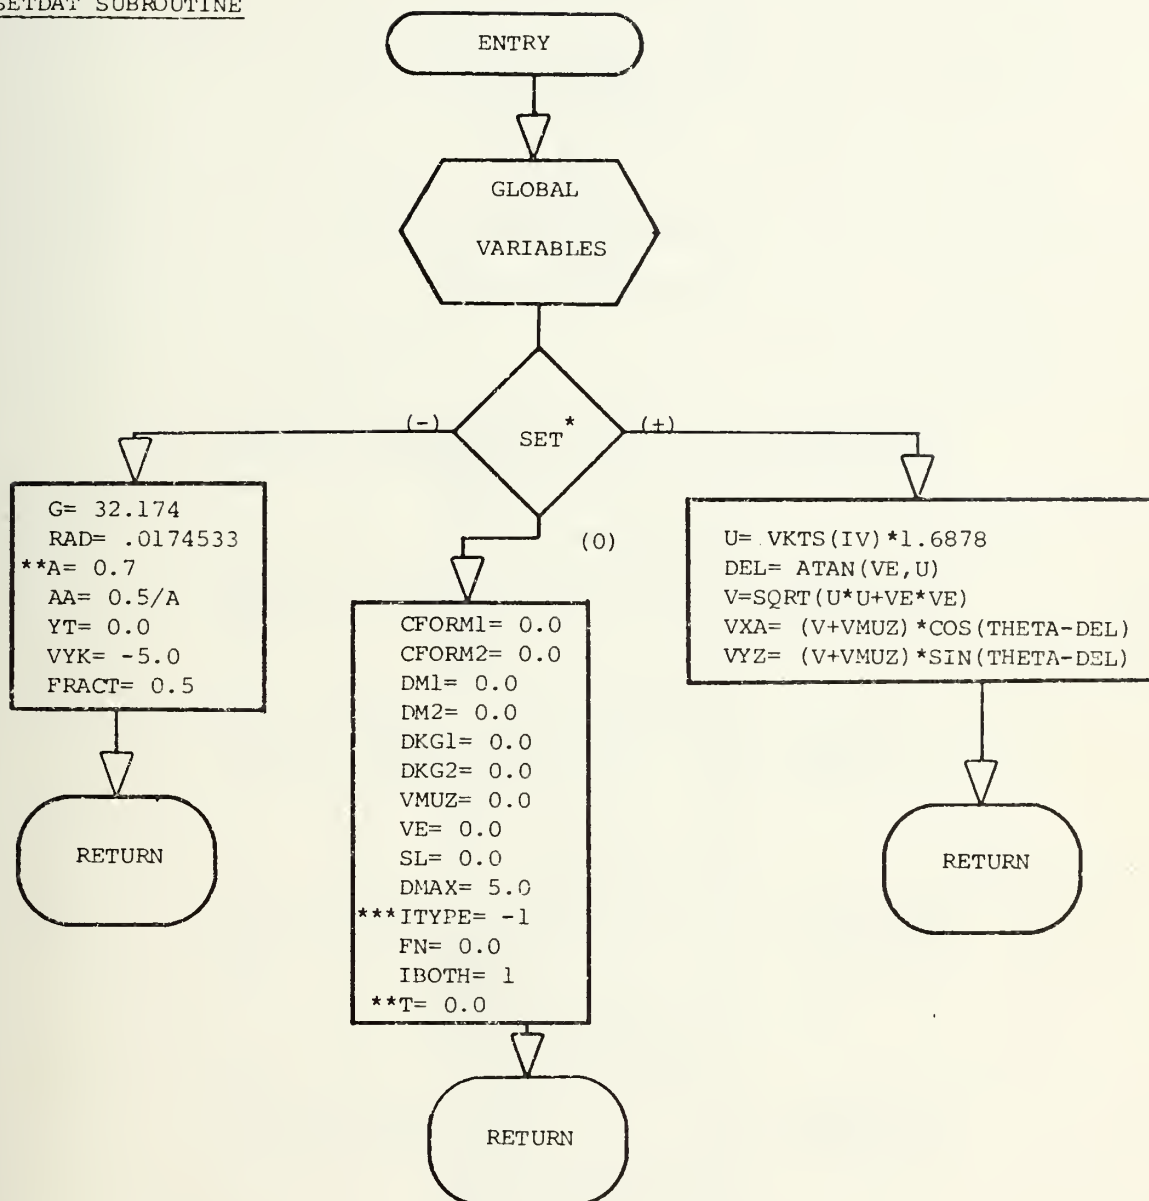 SETDAT SUBROUTINE
ENTRY
GLOBAL
VARIABLES
SET*
(-)
(+)
(0)
G= 32.174
RAD= .0174533
**A= 0.7
AA= 0.5/A
YT= 0.0
VYK= -5.0
FRACT= 0.5
RETURN
CFORM1= 0.0
CFORM2= 0.0
DM1= 0.0
DM2= 0.0
DKG1= 0.0
DKG2= 0.0
VMUZ= 0.0
VE= 0.0
SL= 0.0
DMAX= 5.0
***ITYPE= -1
FN= 0.0
IBOTH= 1
**T= 0.0
RETURN
U= VKTS(IV)*1.6878
DEL= ATAN(VE,U)
V=SQRT(U*U+VE*VE)
VXA= (V+VMUZ)*COS(THETA-DEL)
VYZ= (V+VMUZ)*SIN(THETA-DEL)
RETURN